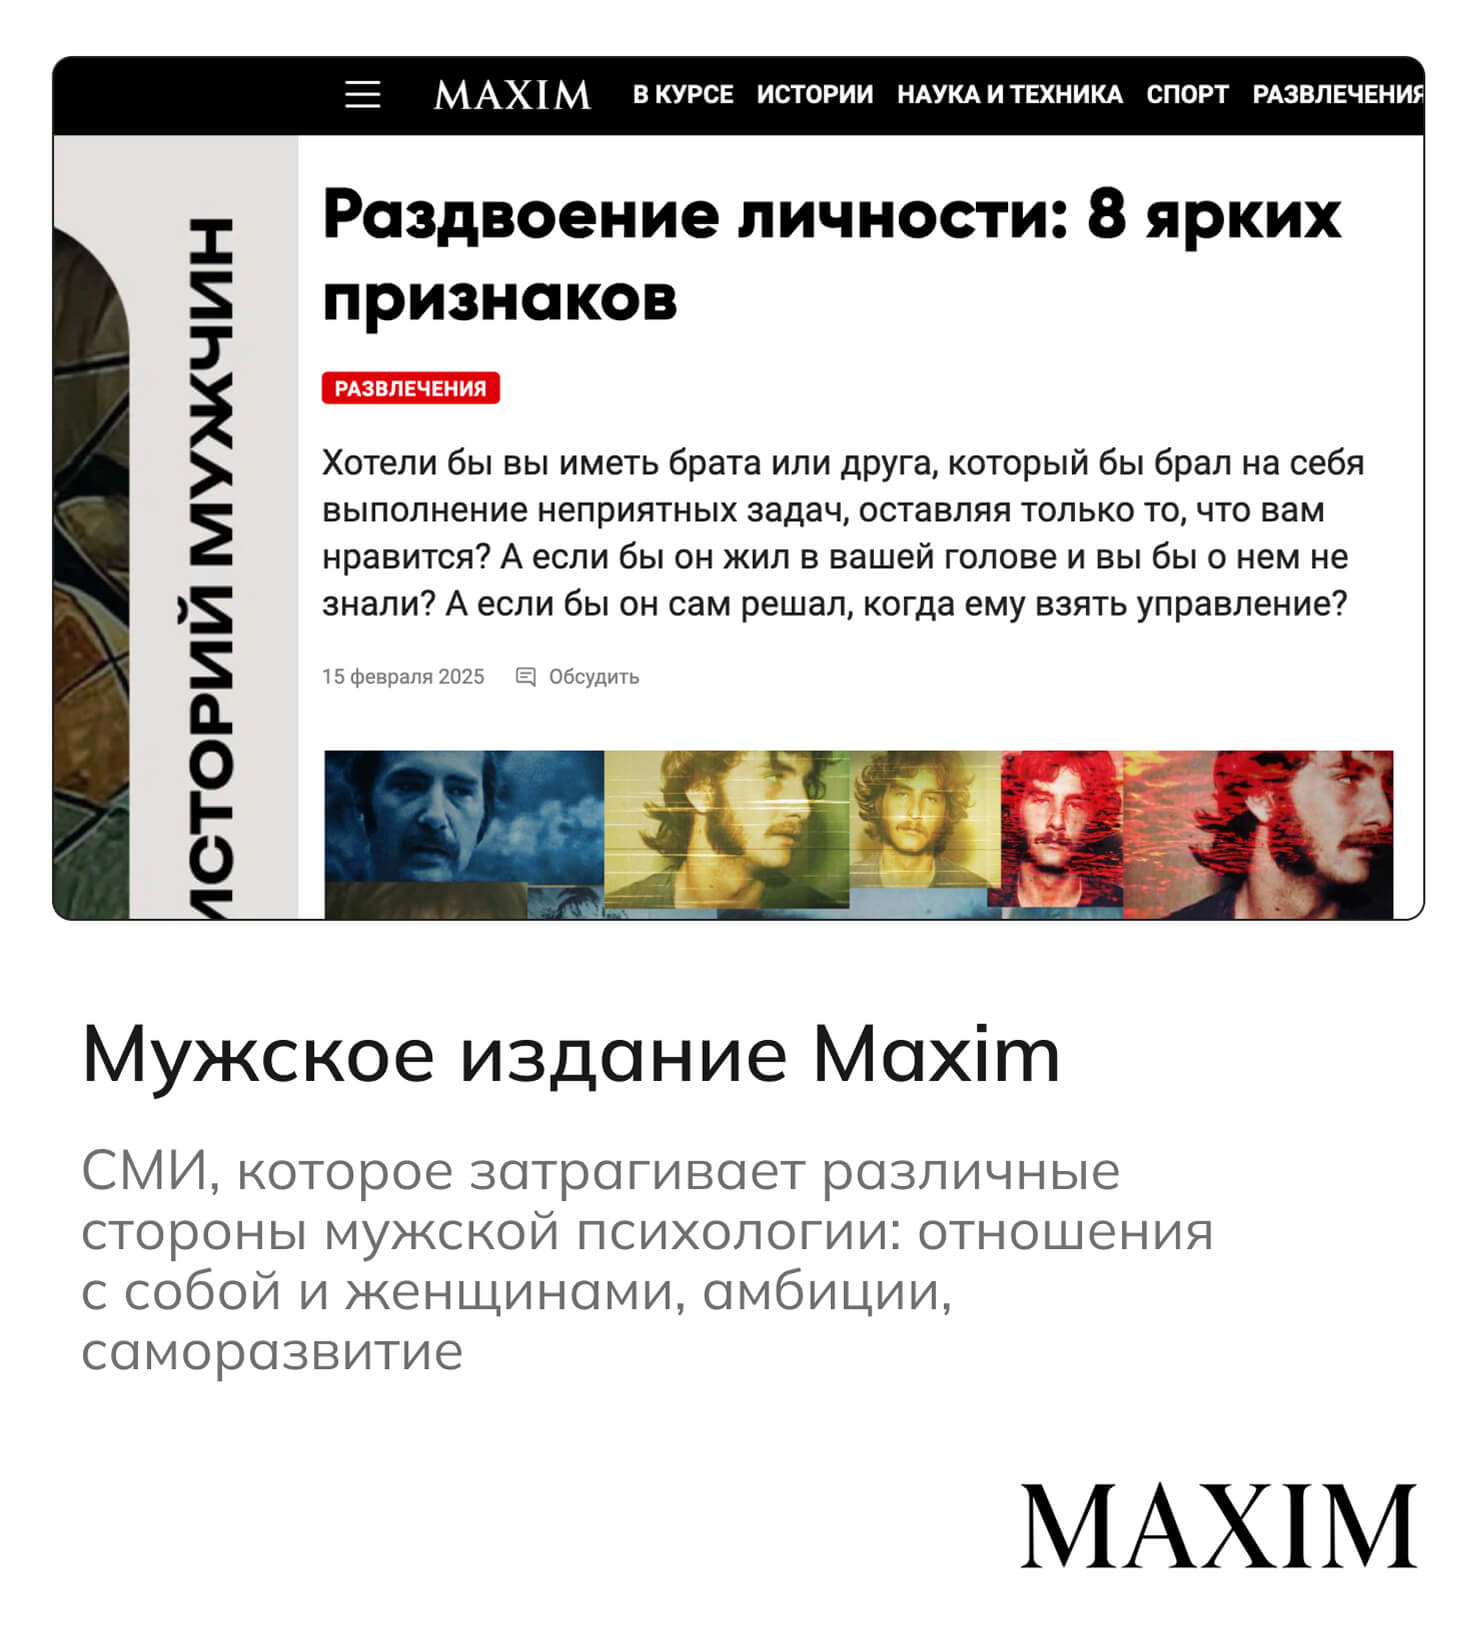 MAXIM В КУРСЕ ИСТОРИИ НАУКА И ТЕХНИКА СПОРТ РАЗВЛЕЧЕНИЯ
ИСТОРИЙ МУЖЧИН
Раздвоение личности: 8 ярких
признаков
РАЗВЛЕЧЕНИЯ
Хотели бы вы иметь брата или друга, который бы брал на себя
выполнение неприятных задач, оставляя только то, что вам
нравится? А если бы он жил в вашей голове и вы бы о нем не
знали? А если бы он сам решал, когда ему взять управление?
15 февраля 2025 Обсудить
Мужское издание Maxim
СМИ, которое затрагивает различные
стороны мужской психологии: отношения
с собой и женщинами, амбиции,
саморазвитие
MAXIM